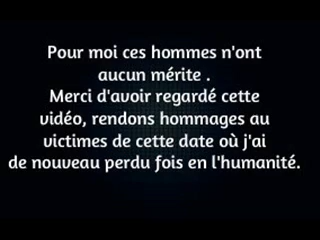 Pour moi ces hommes n'ont
aucun mérite .
Merci d'avoir regardé cette
vidéo, rendons hommages au
victimes de cette date où j'ai
de nouveau perdu fois en l'humanité.